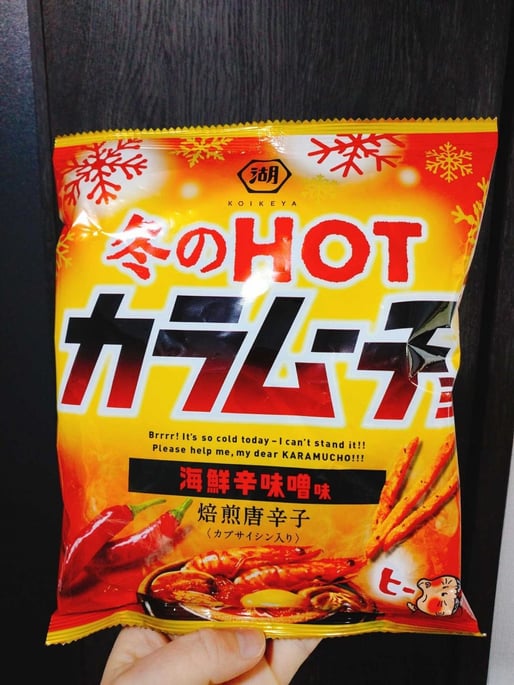 湖
KOIKEYA
冬のHOT
カラムーチョ
Brrrr! It's so cold today – I can't stand it!!
Please help me, my dear KARAMUCHO!!!
海鮮辛味噌味
焙煎唐辛子
〈カプサイシン入り〉
ヒー